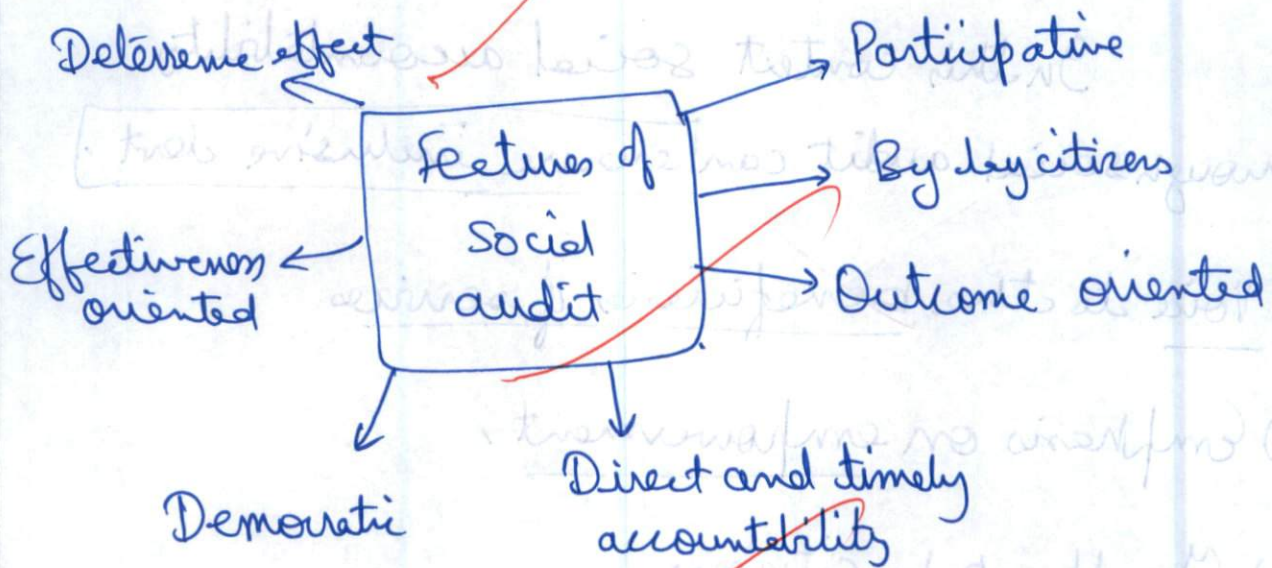 Deterrence effect
Participative
Features of
Social
audit
By lay citizens
Effectiveness
oriented
Outcome oriented
Democratic
Direct and timely
accountability